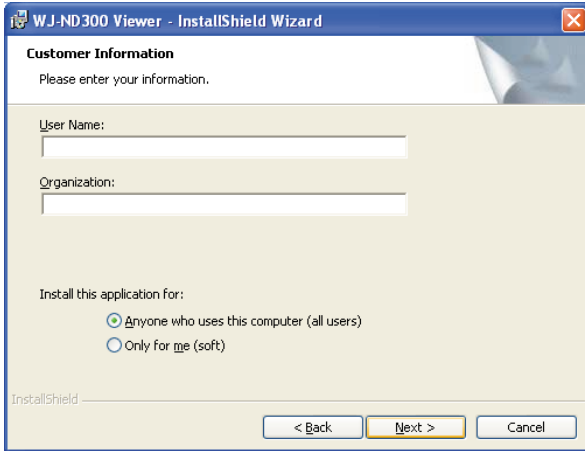 WJ-ND300 Viewer - InstallShield Wizard
Customer Information
Please enter your information.
User Name:
Organization:
Install this application for:
Anyone who uses this computer (all users)
Only for me (soft)
InstallShield
< Back Next > Cancel